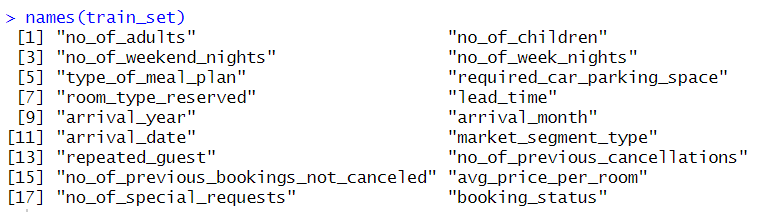 > names(train_set)
[1] "no_of_adults" "no_of_children"
[3] "no_of_weekend_nights" "no_of_week_nights"
[5] "type_of_meal_plan" "required_car_parking_space"
[7] "room_type_reserved" "lead_time"
[9] "arrival_year" "arrival_month"
[11] "arrival_date" "market_segment_type"
[13] "repeated_guest" "no_of_previous_cancellations"
[15] "no_of_previous_bookings_not_canceled" "avg_price_per_room"
[17] "no_of_special_requests" "booking_status"